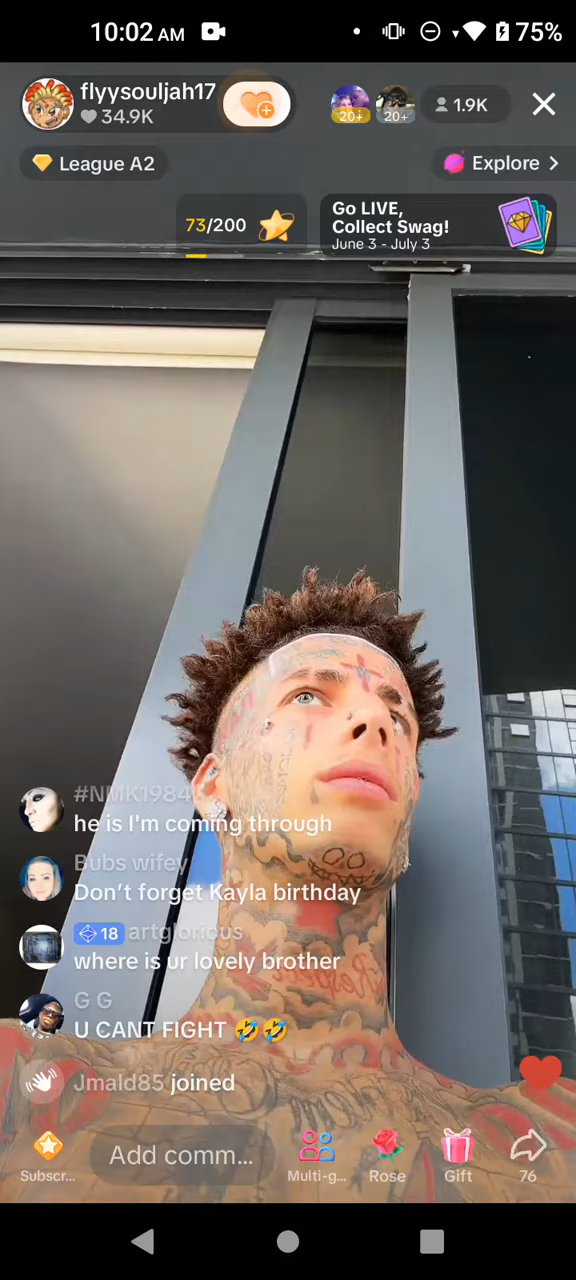 10:02 AM
75%
flyysouljah17
34.9K
20+
20+
1.9K
League A2
Explore >
73/200
Go LIVE,
Collect Swag!
June 3 - July 3
#NMK1984
he is I'm coming through
Bubs wifey
Don't forget Kayla birthday
18 artglorious
where is ur lovely brother
G G
U CANT FIGHT 🤣🤣
Jmald85 joined
Subscr...
Add comm...
Multi-g...
Rose
Gift
76